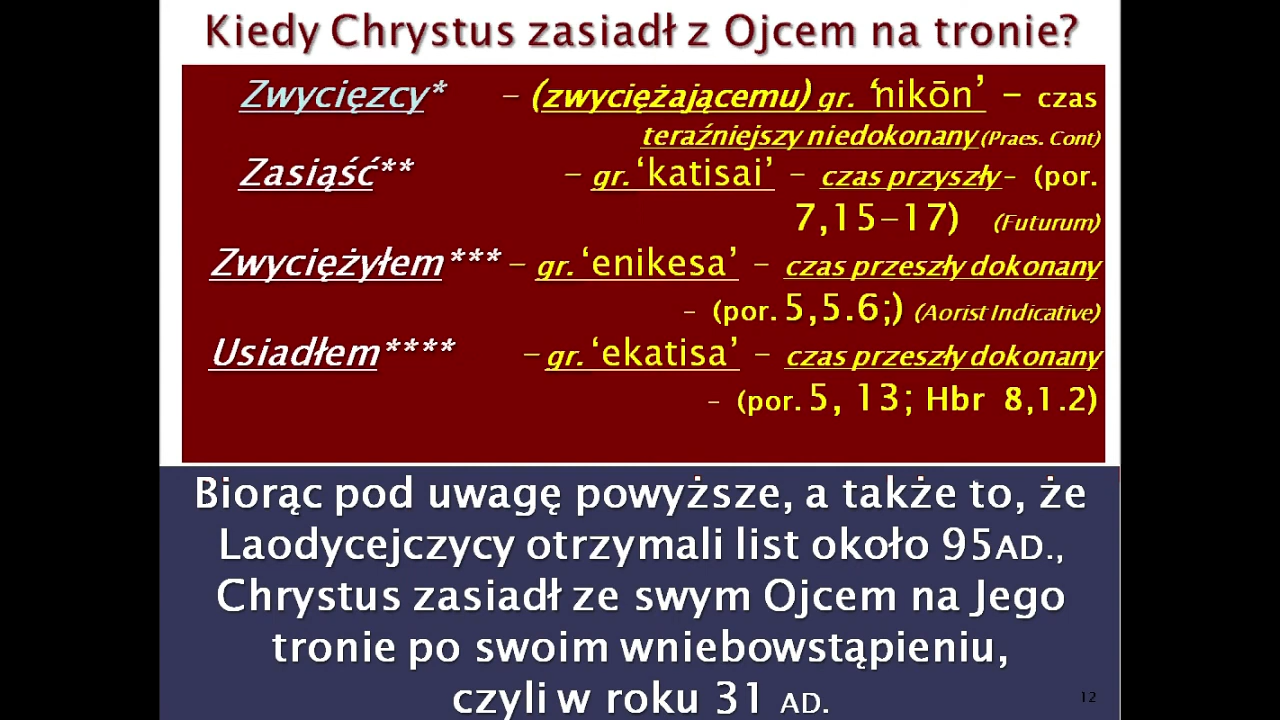 Kiedy Chrystus zasiadł z Ojcem na tronie?
Zwycięzcy* – (zwyciężającemu) gr. ‘nikōn’ – czas
teraźniejszy niedokonany (Praes. Cont)
Zasiąść** – gr. ‘katisai’ – czas przyszły – (por.
7,15–17) (Futurum)
Zwyciężyłem*** – gr. ‘enikesa’ – czas przeszły dokonany
– (por. 5,5.6;) (Aorist Indicative)
Usiadłem**** – gr. ‘ekatisa’ – czas przeszły dokonany
– (por. 5, 13; Hbr 8,1.2)
Biorąc pod uwagę powyższe, a także to, że
Laodycejczycy otrzymali list około 95AD.,
Chrystus zasiadł ze swym Ojcem na Jego
tronie po swoim wniebowstąpieniu,
czyli w roku 31 AD.
12